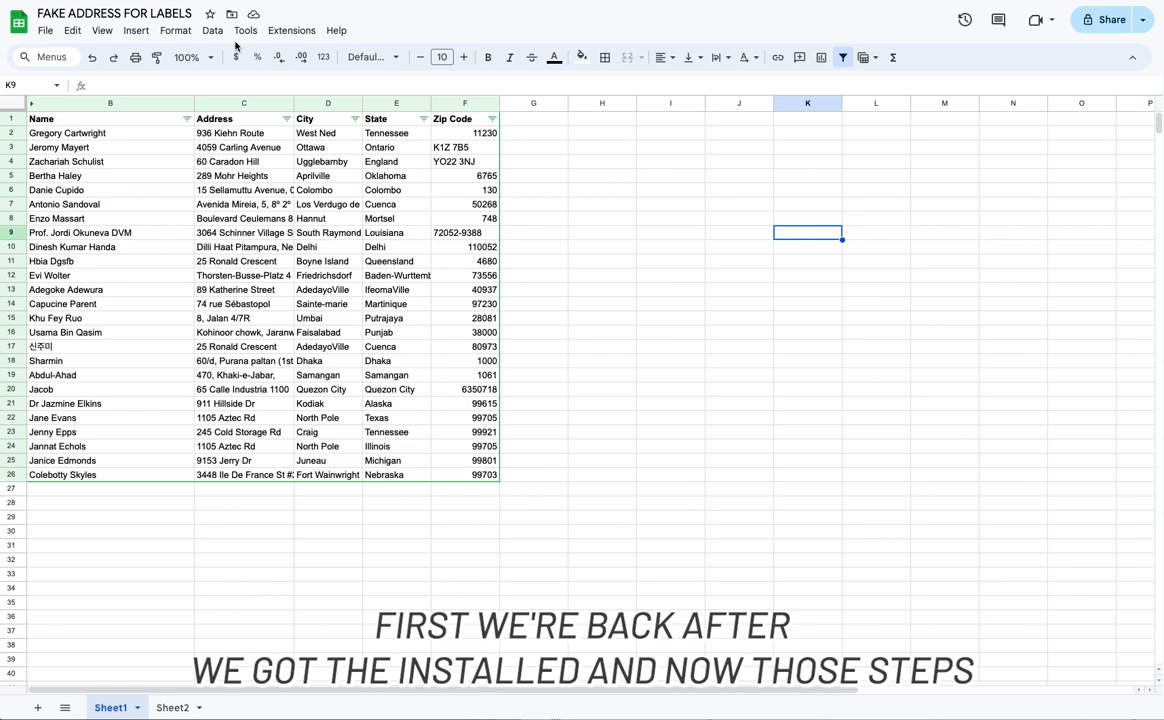 FAKE ADDRESS FOR LABELS
File Edit View Insert Format Data Tools Extensions Help
Share
Menus 100% $ % .0 .00 123 Defaul... − 10 + B I A Σ
K9 fx
B C D E F G H I J K L M N O P
1 Name Address City State Zip Code
2 Gregory Cartwright 936 Kiehn Route West Ned Tennessee 11230
3 Jeromy Mayert 4059 Carling Avenue Ottawa Ontario K1Z 7B5
4 Zachariah Schulist 60 Caradon Hill Ugglebarnby England YO22 3NJ
5 Bertha Haley 289 Mohr Heights Aprilville Oklahoma 6765
6 Danie Cupido 15 Sellamuttu Avenue, Colombo Colombo 130
7 Antonio Sandoval Avenida Mireia, 5, 8º 2º Los Verdugo de Cuenca 50268
8 Enzo Massart Boulevard Ceulemans 8 Hannut Mortsel 748
9 Prof. Jordi Okuneva DVM 3064 Schinner Village S South Raymond Louisiana 72052-9388
10 Dinesh Kumar Handa Dilli Haat Pitampura, Ne Delhi Delhi 110052
11 Hbia Dgsfb 25 Ronald Crescent Boyne Island Queensland 4680
12 Evi Wolter Thorsten-Busse-Platz 4 Friedrichsdorf Baden-Wurttemb 73556
13 Adegoke Adewura 89 Katherine Street AdedayoVille IfeomaVille 40937
14 Capucine Parent 74 rue Sébastopol Sainte-marie Martinique 97230
15 Khu Fey Ruo 8, Jalan 4/7R Umbai Putrajaya 28081
16 Usama Bin Qasim Kohinoor chowk, Jaranw Faisalabad Punjab 38000
17 신주미 25 Ronald Crescent AdedayoVille Cuenca 80973
18 Sharmin 60/d, Purana paltan (1st Dhaka Dhaka 1000
19 Abdul-Ahad 470, Khaki-e-Jabar, Samangan Samangan 1061
20 Jacob 65 Calle Industria 1100 Quezon City Quezon City 6350718
21 Dr Jazmine Elkins 911 Hillside Dr Kodiak Alaska 99615
22 Jane Evans 1105 Aztec Rd North Pole Texas 99705
23 Jenny Epps 245 Cold Storage Rd Craig Tennessee 99921
24 Jannat Echols 1105 Aztec Rd North Pole Illinois 99705
25 Janice Edmonds 9153 Jerry Dr Juneau Michigan 99801
26 Colebotty Skyles 3448 Ile De France St #2 Fort Wainwright Nebraska 99703
27
28
29
30
31
32
33
34
35
36
37
38
39
40
FIRST WE'RE BACK AFTER
WE GOT THE INSTALLED AND NOW THOSE STEPS
+ Sheet1 Sheet2